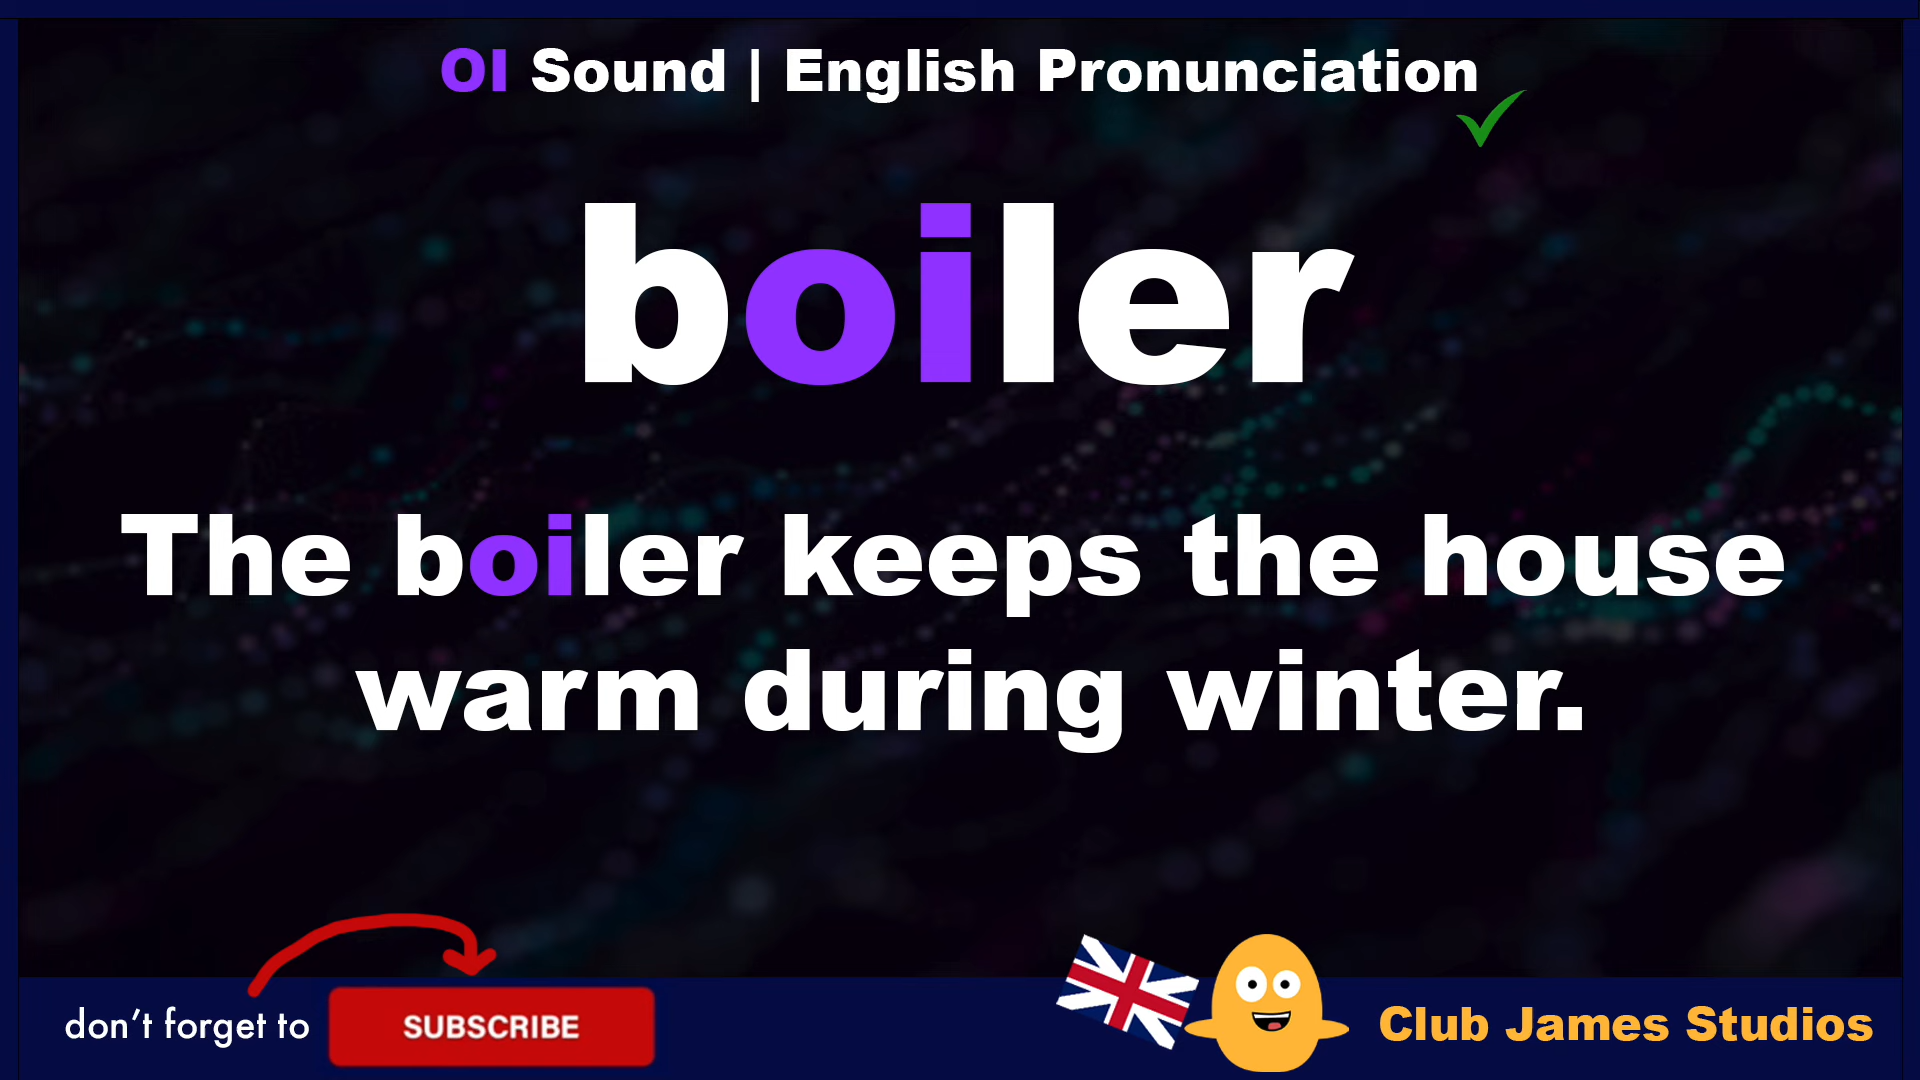 OI Sound | English Pronunciation
boiler
The boiler keeps the house
warm during winter.
don't forget to SUBSCRIBE
Club James Studios